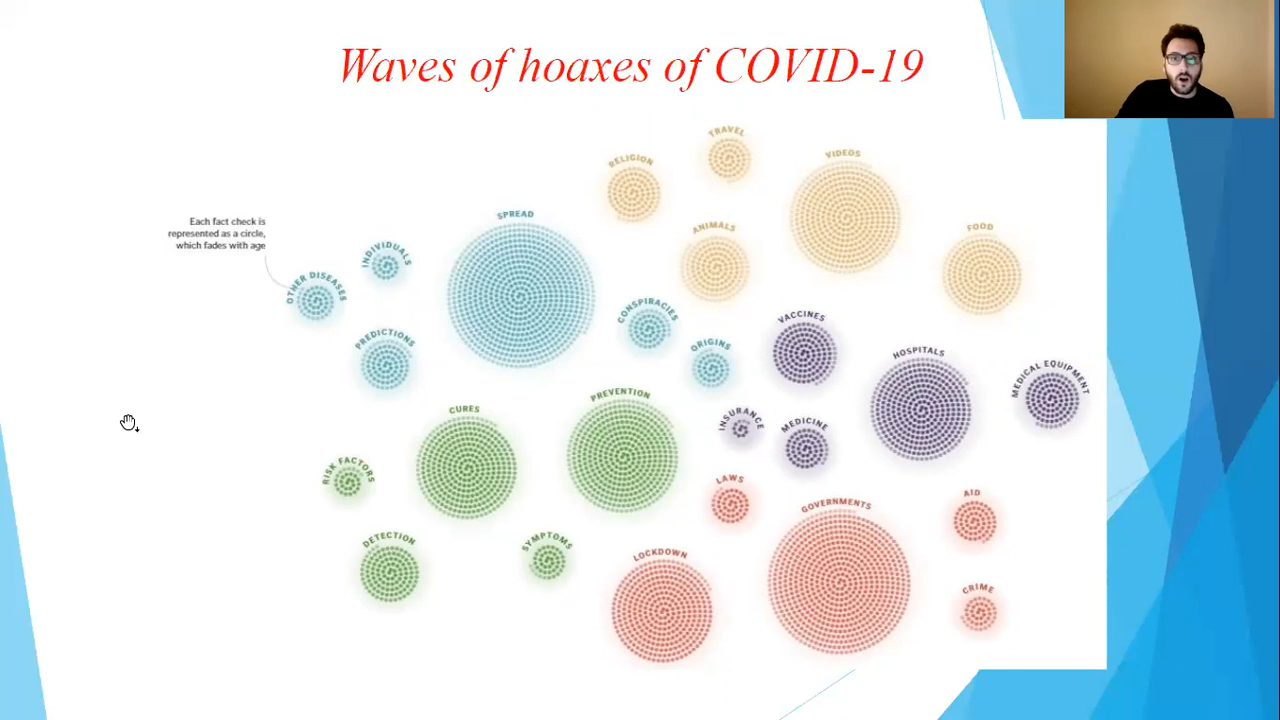 Waves of hoaxes of COVID-19
TRAVEL
VIDEOS
RELIGION
Each fact check is
represented as a circle,
which fades with age
SPREAD
ANIMALS
FOOD
INDIVIDUALS
OTHER DISEASES
CONSPIRACIES
VACCINES
PREDICTIONS
ORIGINS
HOSPITALS
MEDICAL EQUIPMENT
CURES
PREVENTION
INSURANCE
MEDICINE
RISK FACTORS
LAWS
GOVERNMENTS
AID
DETECTION
SYMPTOMS
LOCKDOWN
CRIME